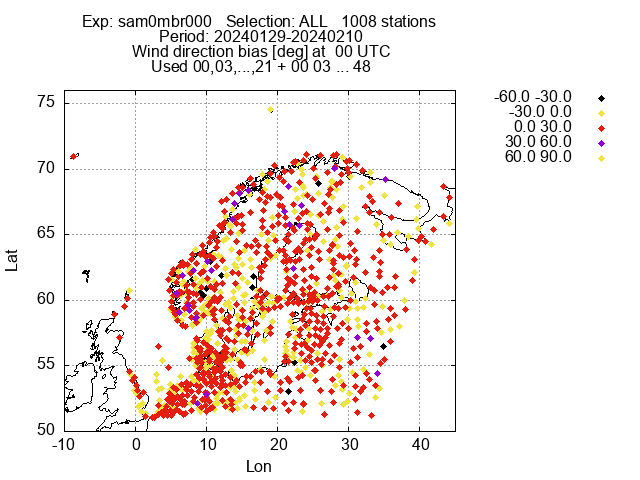 Exp: sam0mbr000 Selection: ALL 1008 stations
Period: 20240129-20240210
Wind direction bias [deg] at 00 UTC
Used 00,03,...,21 + 00 03 ... 48
-60.0 -30.0
-30.0 0.0
0.0 30.0
30.0 60.0
60.0 90.0
75
70
65
60
55
50
Lat
-10 0 10 20 30 40
Lon